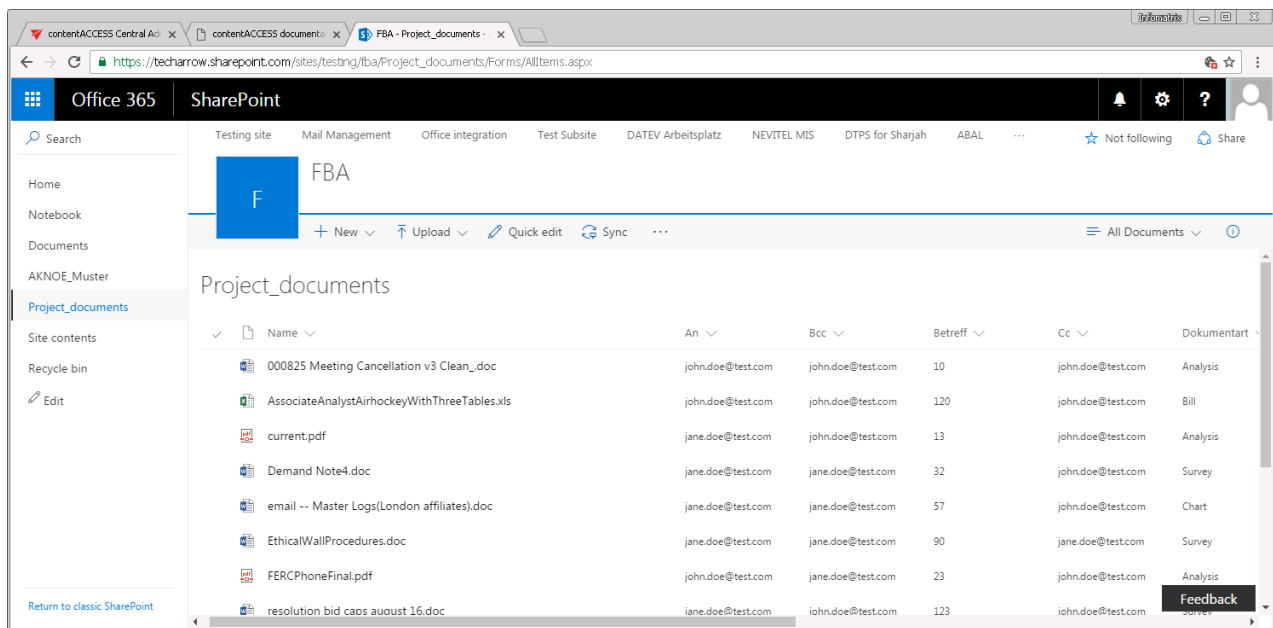 Infomatrix
contentACCESS Central Ad
contentACCESS documenta
FBA - Project_documents -
https://techarrow.sharepoint.com/sites/testing/fba/Project_documents/Forms/AllItems.aspx
Office 365 SharePoint ?
Search
Testing site Mail Management Office integration Test Subsite DATEV Arbeitsplatz NEVITEL MIS DTPS for Sharjah ABAL ... Not following Share
F
FBA
Home
Notebook
Documents
AKNOE_Muster
Project_documents
Site contents
Recycle bin
Edit
New Upload Quick edit Sync ... All Documents
Project_documents
Name An Bcc Betreff Cc Dokumentart
000825 Meeting Cancellation v3 Clean_.doc john.doe@test.com john.doe@test.com 10 john.doe@test.com Analysis
AssociateAnalystAirhockeyWithThreeTables.xls john.doe@test.com john.doe@test.com 120 john.doe@test.com Bill
current.pdf jane.doe@test.com john.doe@test.com 13 john.doe@test.com Analysis
Demand Note4.doc jane.doe@test.com jane.doe@test.com 32 john.doe@test.com Survey
email -- Master Logs(London affiliates).doc jane.doe@test.com jane.doe@test.com 57 john.doe@test.com Chart
EthicalWallProcedures.doc jane.doe@test.com jane.doe@test.com 90 jane.doe@test.com Survey
FERCPhoneFinal.pdf john.doe@test.com jane.doe@test.com 23 john.doe@test.com Analysis
resolution bid caps august 16.doc jane.doe@test.com john.doe@test.com 123 john.doe@test.com Survey
Feedback
Return to classic SharePoint